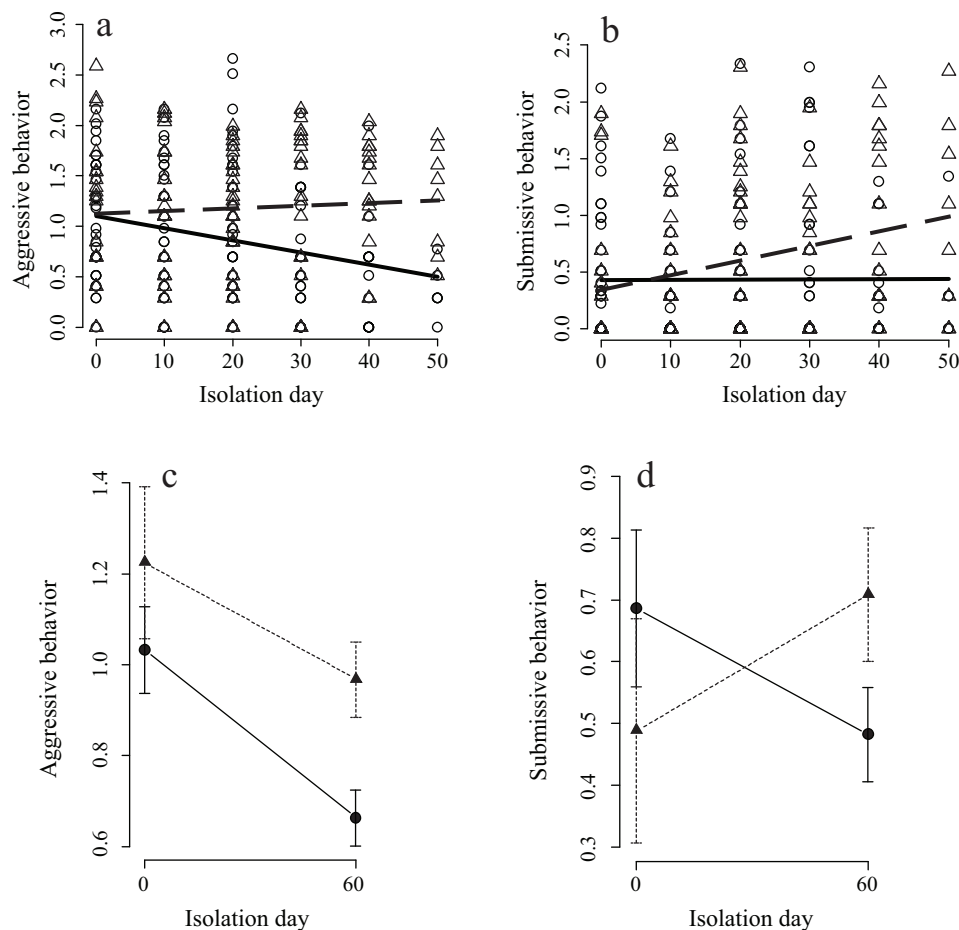 a
Aggressive behavior
0.0 0.5 1.0 1.5 2.0 2.5 3.0
0 10 20 30 40 50
Isolation day
b
Submissive behavior
0.0 0.5 1.0 1.5 2.0 2.5
0 10 20 30 40 50
Isolation day
c
Aggressive behavior
0.6 0.8 1.0 1.2 1.4
0 60
Isolation day
d
Submissive behavior
0.3 0.4 0.5 0.6 0.7 0.8 0.9
0 60
Isolation day